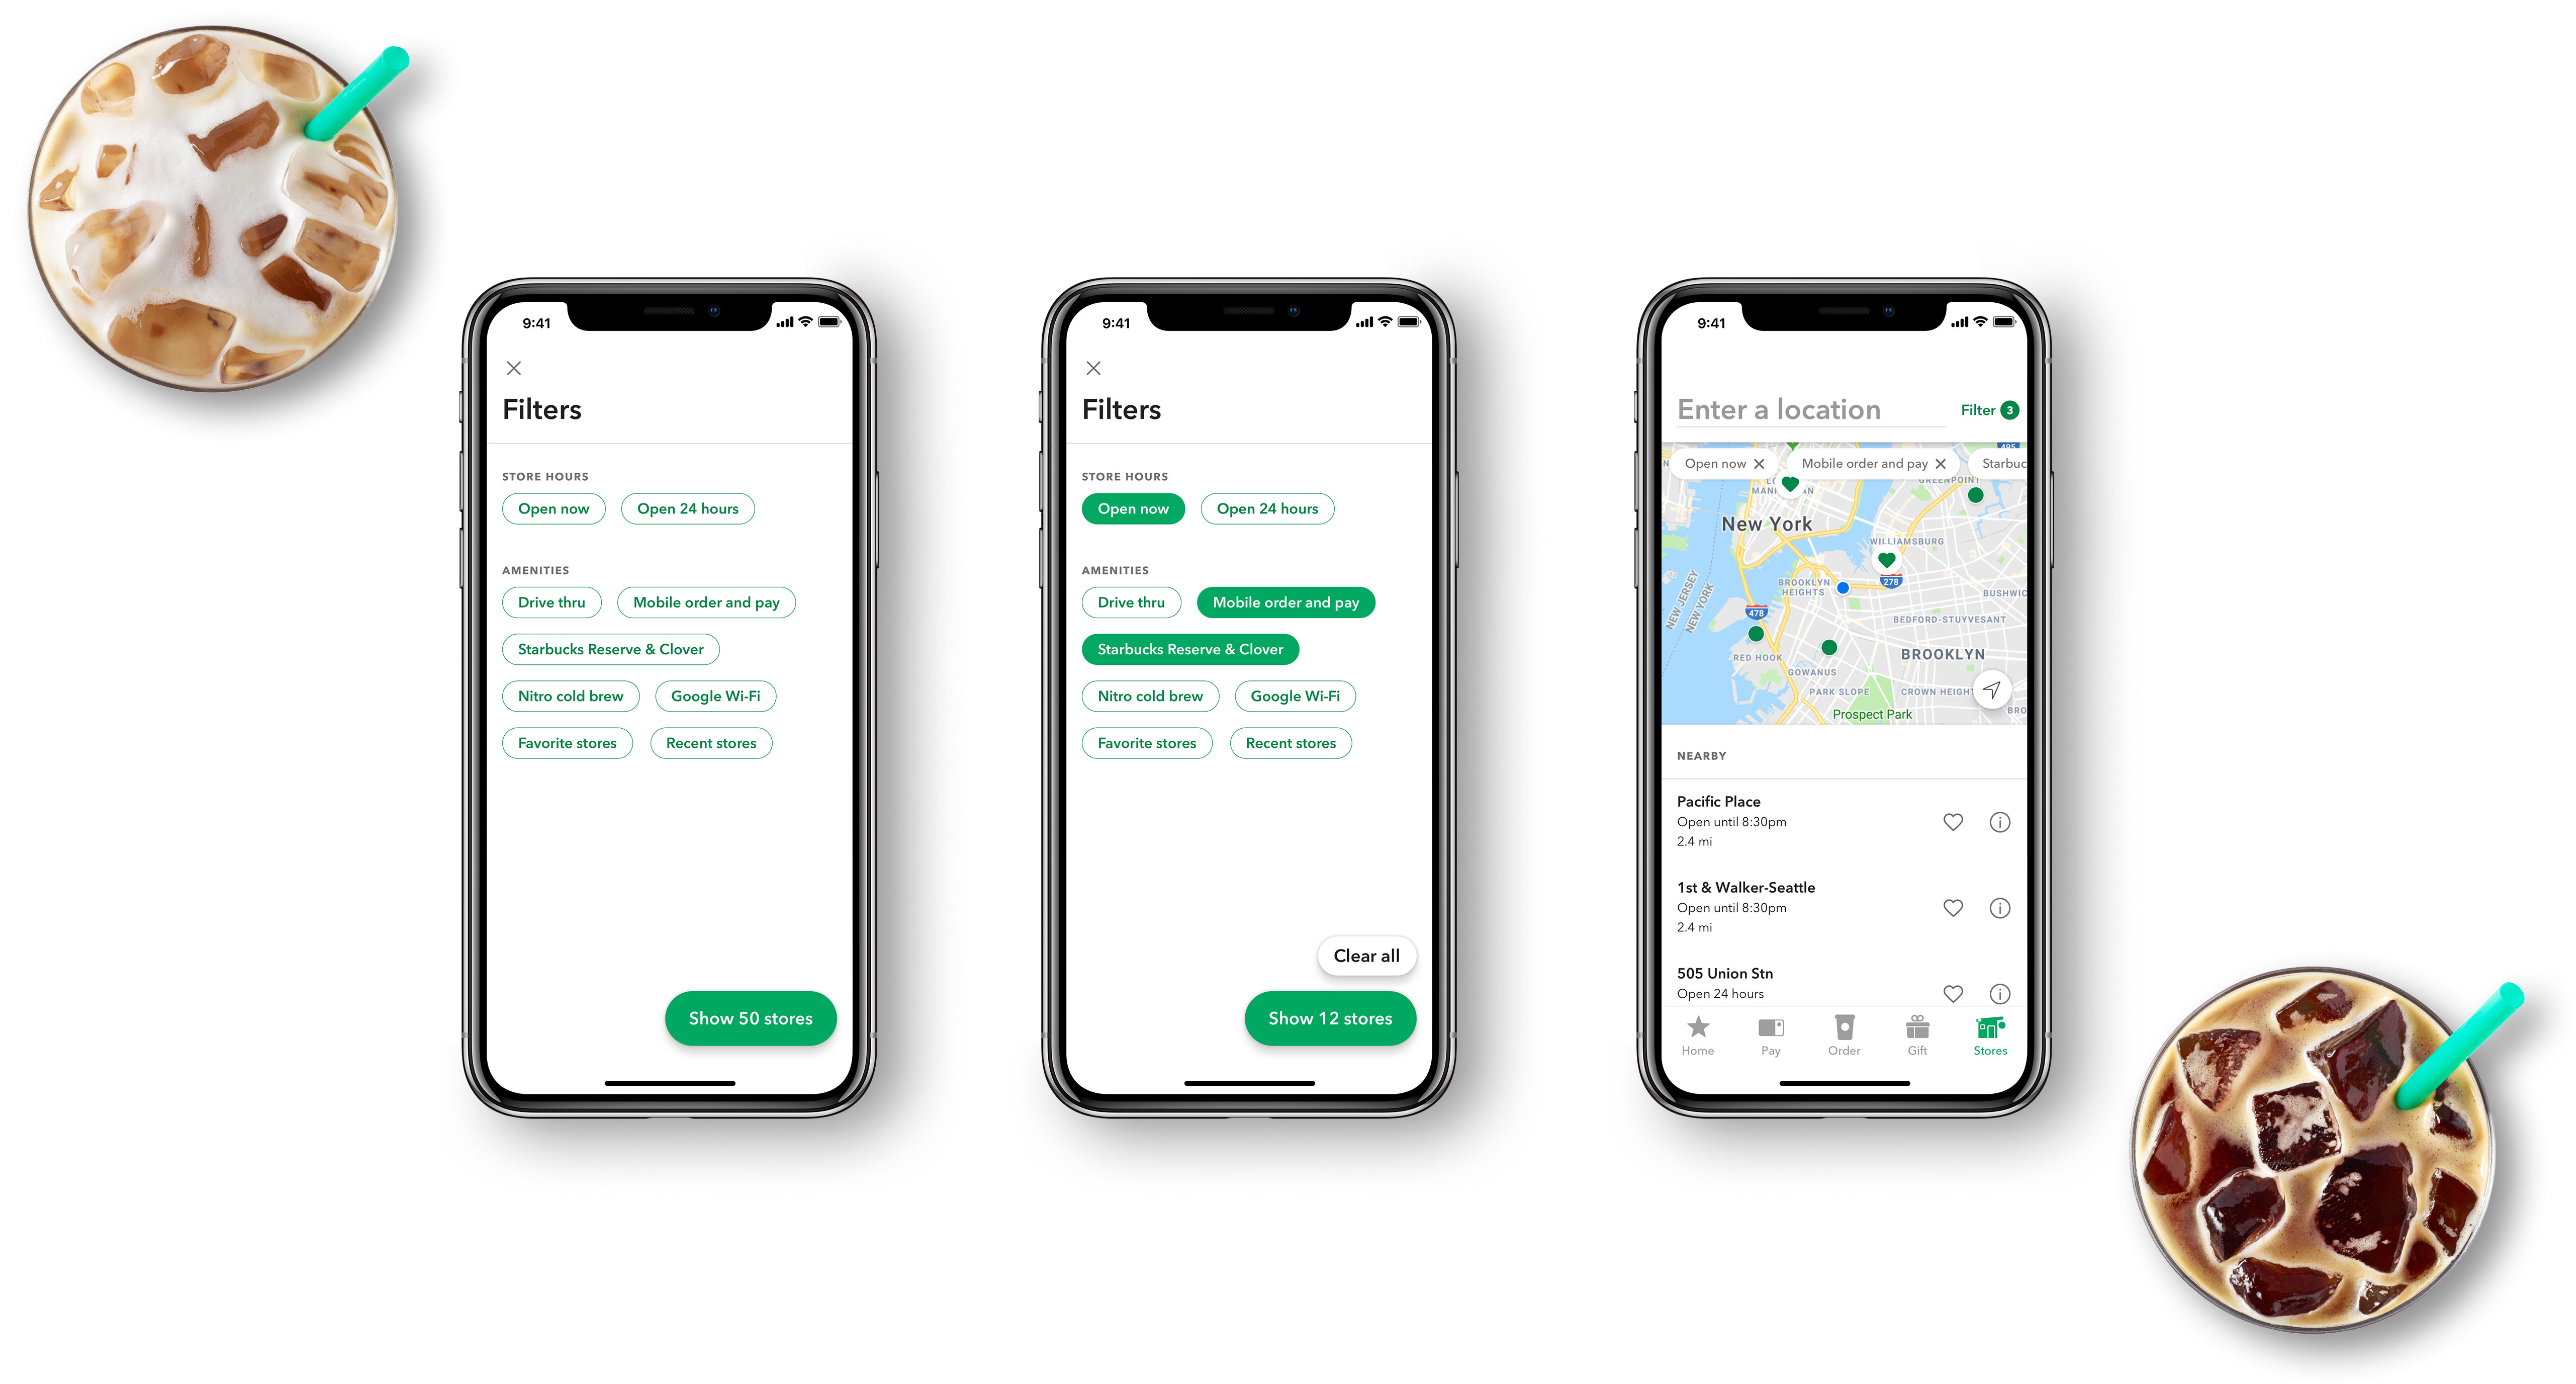 9:41
Filters
STORE HOURS
Open now Open 24 hours
AMENITIES
Drive thru Mobile order and pay
Starbucks Reserve & Clover
Nitro cold brew Google Wi-Fi
Favorite stores Recent stores
Show 50 stores
9:41
Filters
STORE HOURS
Open now Open 24 hours
AMENITIES
Drive thru Mobile order and pay
Starbucks Reserve & Clover
Nitro cold brew Google Wi-Fi
Favorite stores Recent stores
Clear all
Show 12 stores
9:41
Enter a location Filter 3
Open now Mobile order and pay Starbuc
GREENPOINT
New York
WILLIAMSBURG
278
BROOKLYN
HEIGHTS
BUSHWIC
NEW JERSEY
NEW YORK
478
BEDFORD-STUYVESANT
RED HOOK
BROOKLYN
GOWANUS
PARK SLOPE CROWN HEIGHT
BRO
Prospect Park
NEARBY
Pacific Place
Open until 8:30pm
2.4 mi
1st & Walker-Seattle
Open until 8:30pm
2.4 mi
505 Union Stn
Open 24 hours
Home Pay Order Gift Stores